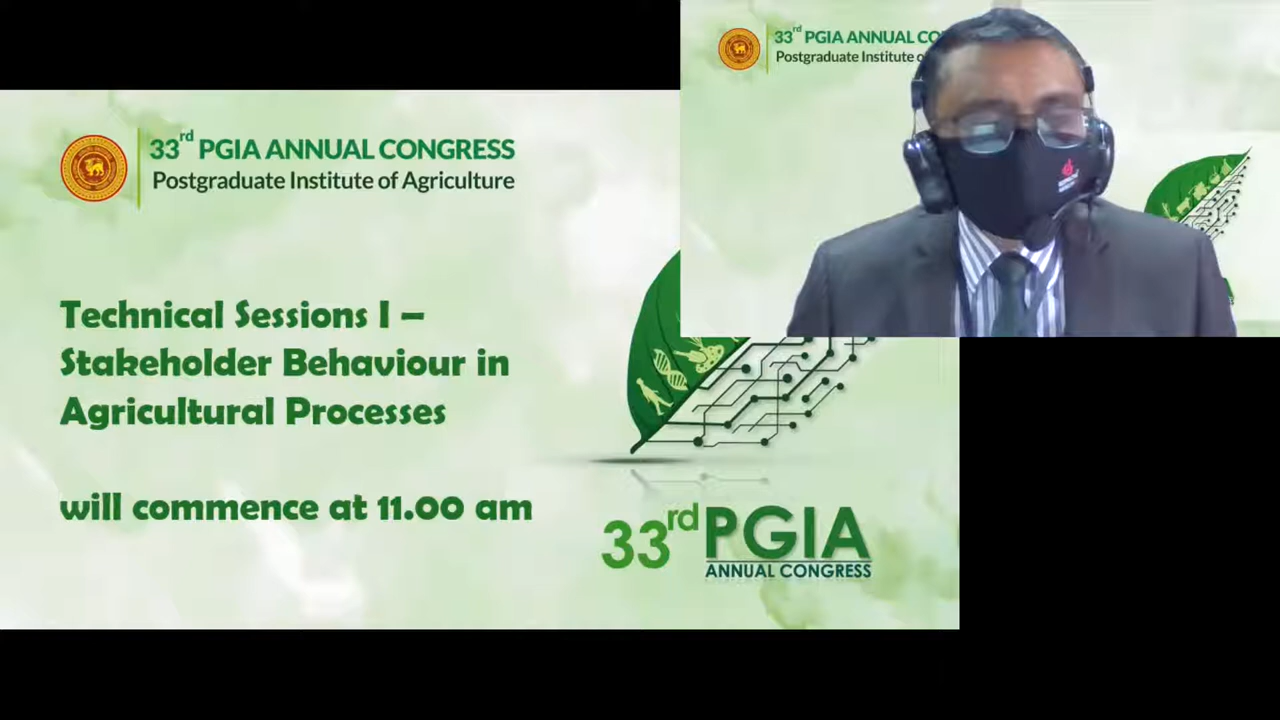 33rd PGIA ANNUAL CONGRESS
Postgraduate Institute of Agriculture
Technical Sessions I –
Stakeholder Behaviour in
Agricultural Processes
will commence at 11.00 am
33rd PGIA
ANNUAL CONGRESS
33rd PGIA ANNUAL
Postgraduate Institute